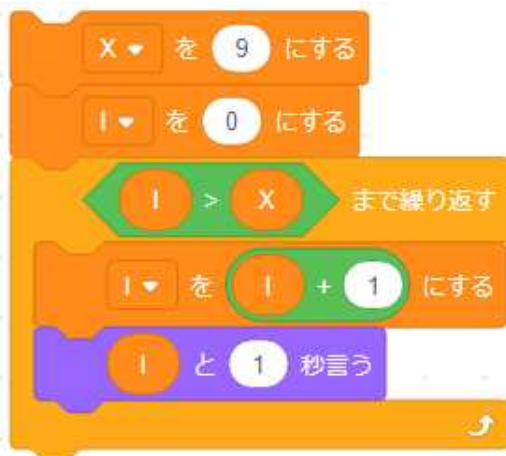 X を 9 にする
I を 0 にする
I > X まで繰り返す
I を I + 1 にする
I と 1 秒言う